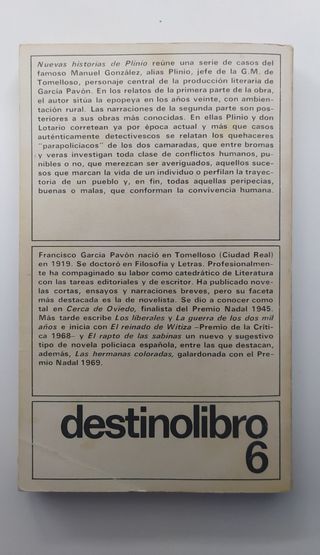 Nuevas historias de Plinio reúne una serie de casos del
famoso Manuel González, alias Plinio, jefe de la G.M. de
Tomelloso, personaje central de la producción literaria de
García Pavón. En los relatos de la primera parte de la obra,
el autor sitúa la epopeya en los años veinte, con ambienta-
ción rural. Las narraciones de la segunda parte son pos-
teriores a sus obras más conocidas. En ellas Plinio y don
Lotario corretean ya por época actual y más que casos
auténticamente detectivescos se relatan los quehaceres
"parapoliciacos" de los dos camaradas, que entre bromas
y veras investigan toda clase de conflictos humanos, pu-
nibles o no, que merezcan ser averiguados, aquellos suce-
sos que marcan la vida de un individuo o perfilan la trayec-
toria de un pueblo y, en fin, todas aquellas peripecias,
buenas o malas, que conforman la convivencia humana.
Francisco García Pavón nació en Tomelloso (Ciudad Real)
en 1919. Se doctoró en Filosofía y Letras. Profesionalmen-
te ha compaginado su labor como catedrático de Literatura
con las tareas editoriales y de escritor. Ha publicado nove-
las cortas, ensayos y narraciones breves, pero su faceta
más destacada es la de novelista. Se dio a conocer como
tal en Cerca de Oviedo, finalista del Premio Nadal 1945.
Más tarde escribe Los liberales y La guerra de los dos mil
años e inicia con El reinado de Witiza –Premio de la Críti-
ca 1968– y El rapto de las sabinas un nuevo y sugestivo
tipo de novela policiaca española, entre las que destacan,
además, Las hermanas coloradas, galardonada con el Pre-
mio Nadal 1969.
destinolibro
6